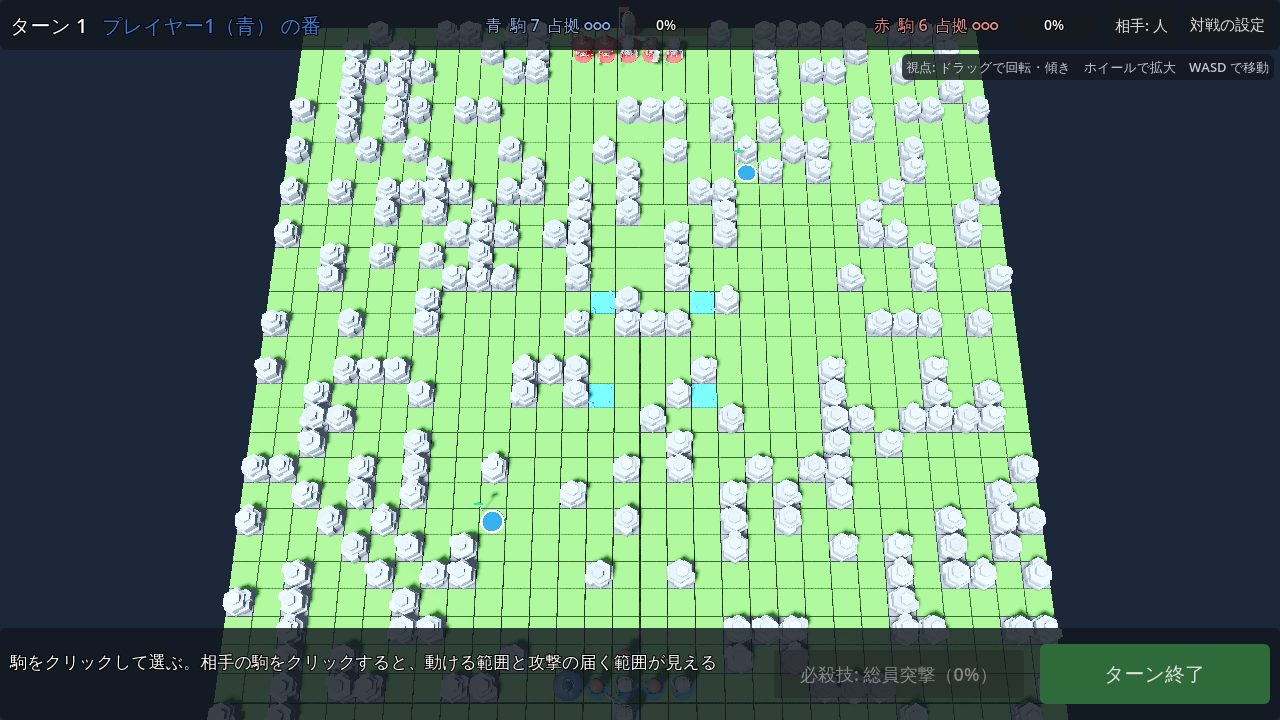 ターン 1 プレイヤー1（青） の番 青 駒 7 占拠 ○○○ 0% 赤 駒 6 占拠 ○○○ 0% 相手: 人 対戦の設定
視点: ドラッグで回転・傾き ホイールで拡大 WASD で移動
駒をクリックして選ぶ。相手の駒をクリックすると、動ける範囲と攻撃の届く範囲が見える
必殺技: 総員突撃（0%）
ターン終了